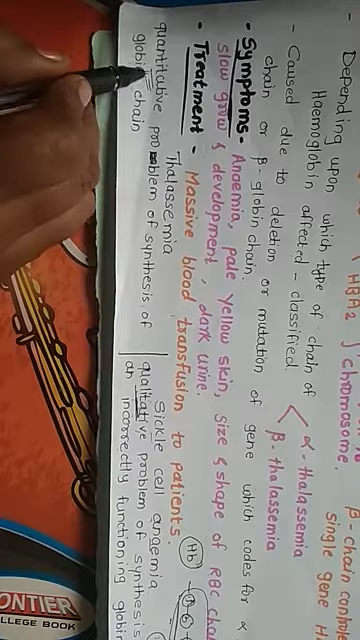 HBA2 } chromosome.
β-chain
single gene H
- Depending upon which type of chain of
Haemoglobin affected - classified < α-thalassemia
β-thalassemia
- Caused due to deletion or mutation of gene which codes for α
chain or β-globin chain.
• Symptoms - Anaemia, pale yellow skin, size & shape of RBC
slow grow & development, dark urine.
• Treatment - Massive blood transfusion to patients
Hb
Thalassemia
quantitative problem of synthesis of
globin chain
Sickle cell anaemia
qualitative problem of synthesis
an incorrectly functioning globin
COLLEGE BOOK
ONTIER